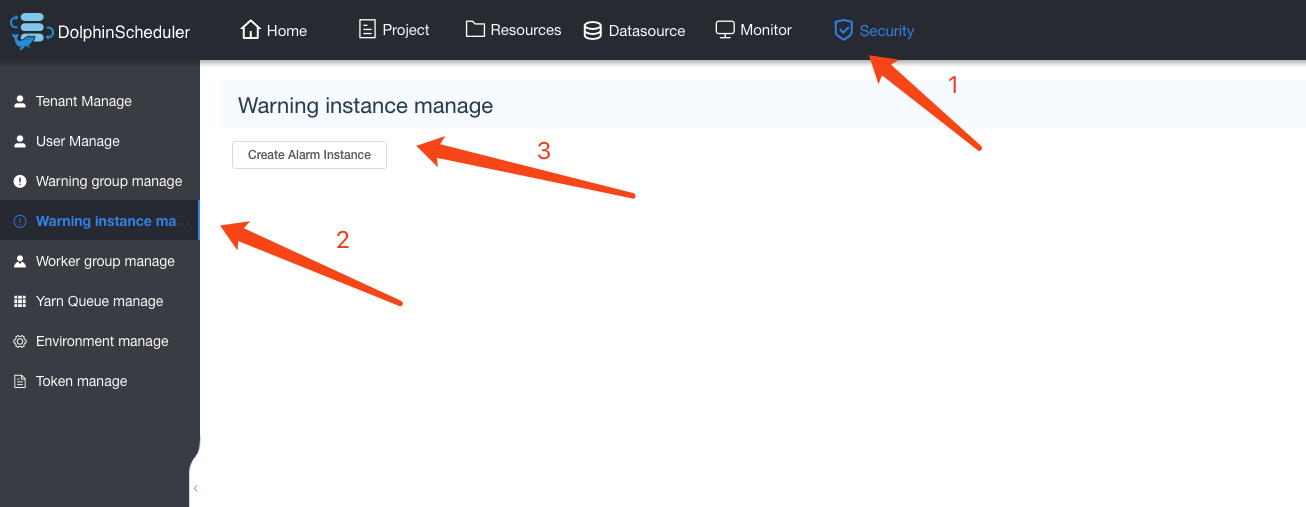 DolphinScheduler
Home
Project
Resources
Datasource
Monitor
Security
1
Tenant Manage
User Manage
Warning group manage
Warning instance ma...
Worker group manage
Yarn Queue manage
Environment manage
Token manage
Warning instance manage
Create Alarm Instance
3
2